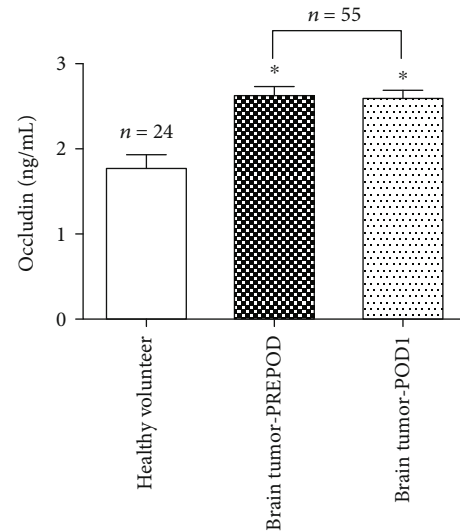 n = 55
3
*
*
n = 24
2
1
0
Occludin (ng/mL)
Healthy volunteer
Brain tumor-PREPOD
Brain tumor-POD1